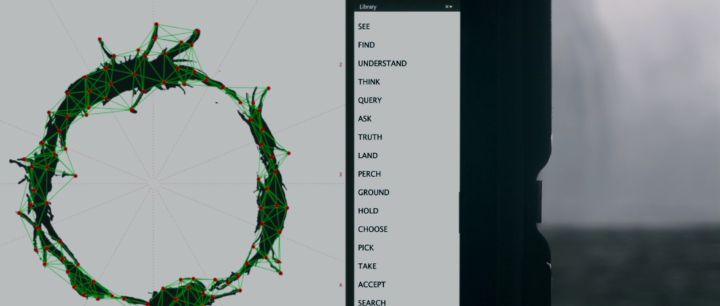 Library
SEE
FIND
UNDERSTAND
THINK
QUERY
ASK
TRUTH
LAND
PERCH
GROUND
HOLD
CHOOSE
PICK
TAKE
ACCEPT
SEARCH
2
3
4